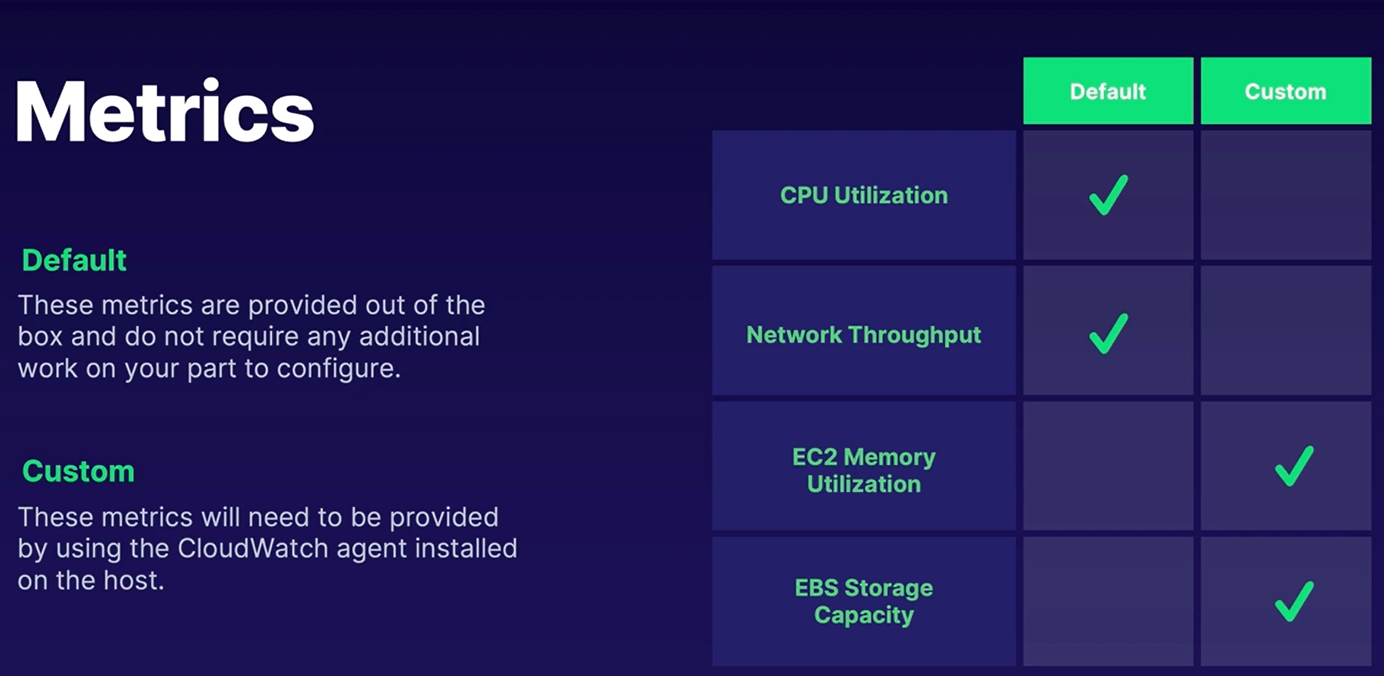 Metrics
Default
These metrics are provided out of the
box and do not require any additional
work on your part to configure.
Custom
These metrics will need to be provided
by using the CloudWatch agent installed
on the host.
Default Custom
CPU Utilization
Network Throughput
EC2 Memory
Utilization
EBS Storage
Capacity